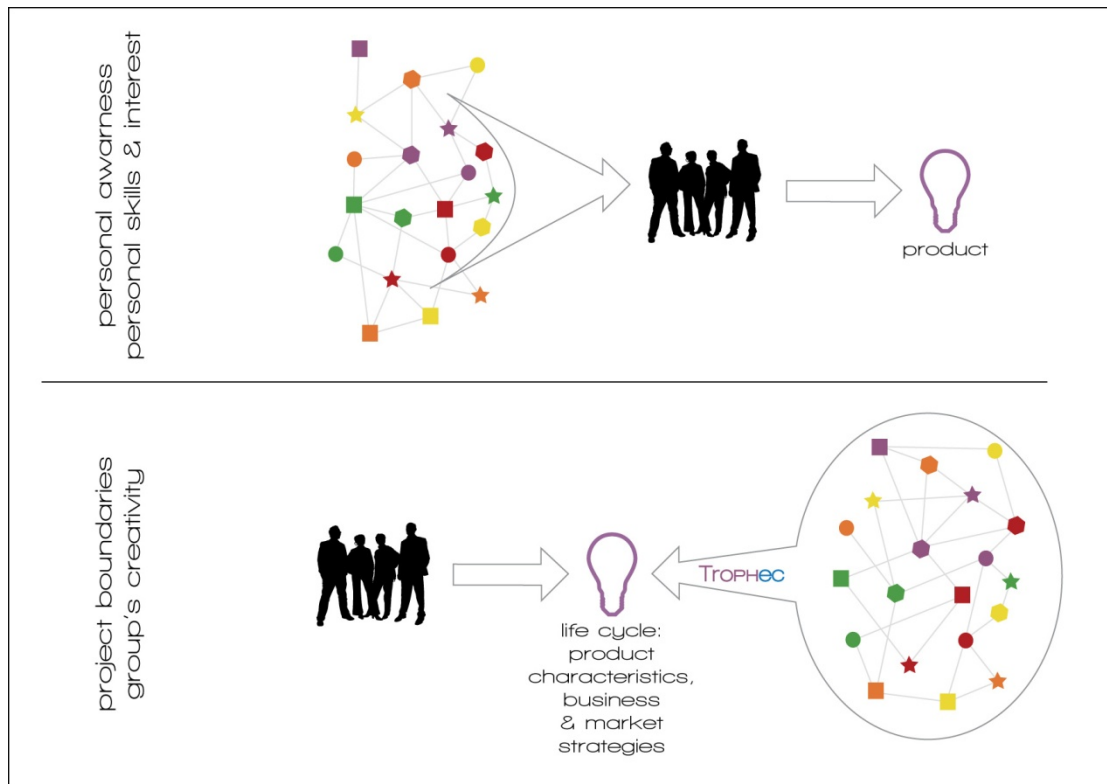 personal awarness
personal skills & interest
product
project boundaries
group's creativity
TROPHEC
life cycle:
product
characteristics,
business
& market
strategies